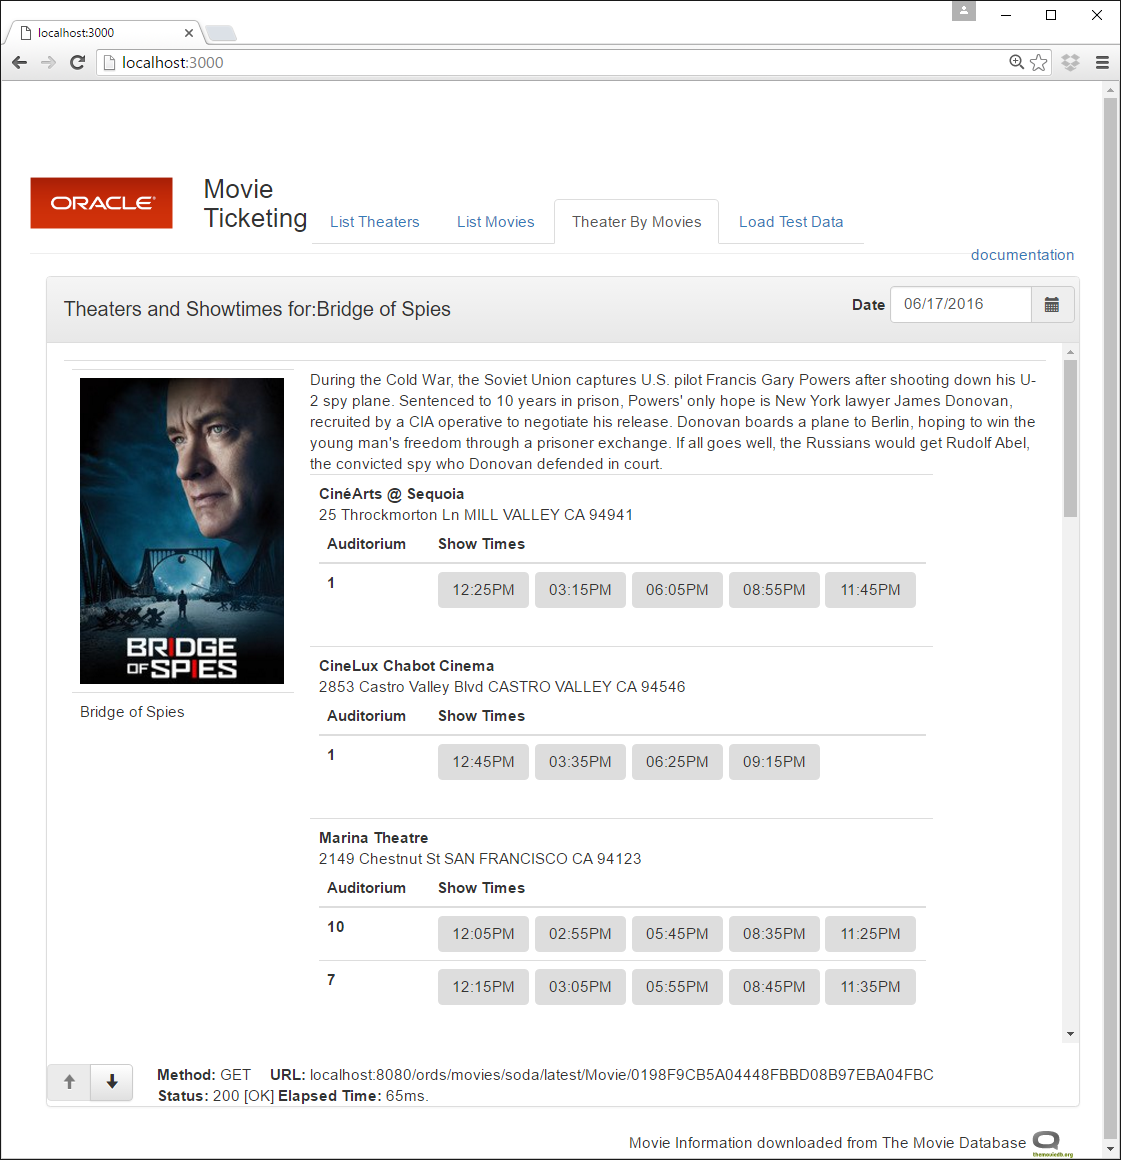 localhost:3000
localhost:3000
ORACLE
Movie
Ticketing
List Theaters
List Movies
Theater By Movies
Load Test Data
documentation
Theaters and Showtimes for:Bridge of Spies
Date 06/17/2016
During the Cold War, the Soviet Union captures U.S. pilot Francis Gary Powers after shooting down his U-
2 spy plane. Sentenced to 10 years in prison, Powers' only hope is New York lawyer James Donovan,
recruited by a CIA operative to negotiate his release. Donovan boards a plane to Berlin, hoping to win the
young man's freedom through a prisoner exchange. If all goes well, the Russians would get Rudolf Abel,
the convicted spy who Donovan defended in court.
BRIDGE
OF SPIES
Bridge of Spies
CinéArts @ Sequoia
25 Throckmorton Ln MILL VALLEY CA 94941
Auditorium Show Times
1 12:25PM 03:15PM 06:05PM 08:55PM 11:45PM
CineLux Chabot Cinema
2853 Castro Valley Blvd CASTRO VALLEY CA 94546
Auditorium Show Times
1 12:45PM 03:35PM 06:25PM 09:15PM
Marina Theatre
2149 Chestnut St SAN FRANCISCO CA 94123
Auditorium Show Times
10 12:05PM 02:55PM 05:45PM 08:35PM 11:25PM
7 12:15PM 03:05PM 05:55PM 08:45PM 11:35PM
Method: GET URL: localhost:8080/ords/movies/soda/latest/Movie/0198F9CB5A04448FBBD08B97EBA04FBC
Status: 200 [OK] Elapsed Time: 65ms.
Movie Information downloaded from The Movie Database
themoviedb.org